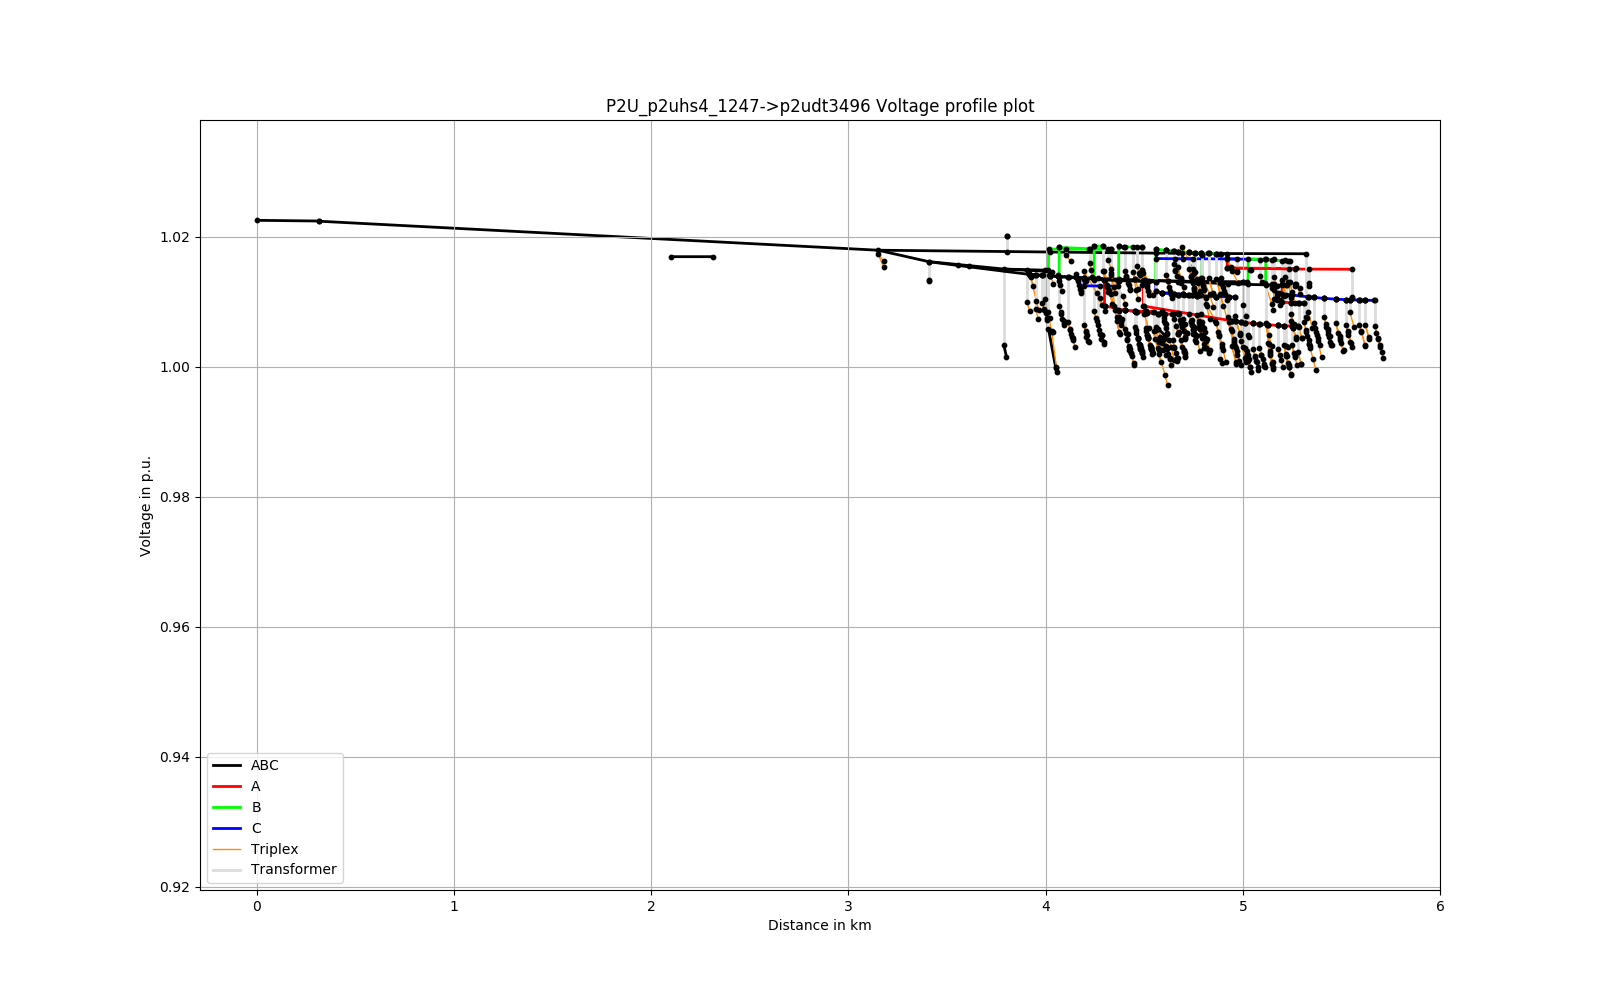 P2U_p2uhs4_1247->p2udt3496 Voltage profile plot
1.02
1.00
0.98
0.96
0.94
0.92
Voltage in p.u.
ABC
A
B
C
Triplex
Transformer
0 1 2 3 4 5 6
Distance in km